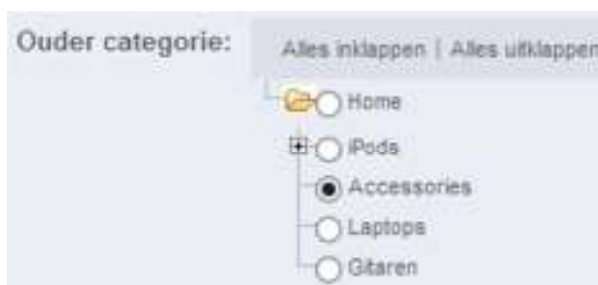 Ouder categorie:
Alles inklappen | Alles uitklappen
Home
iPods
Accessories
Laptops
Gitaren